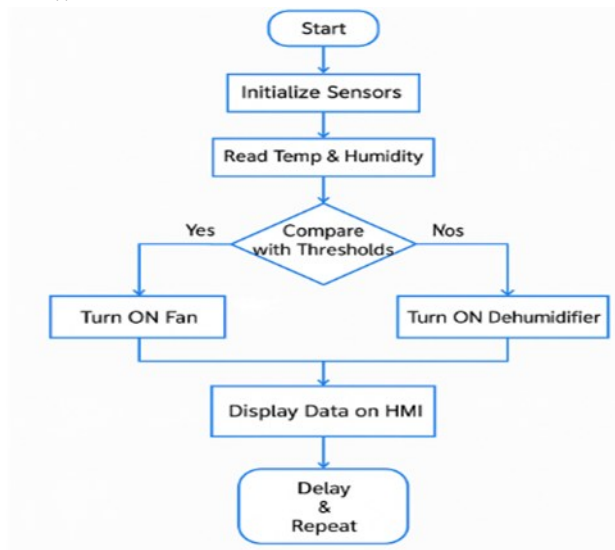 Start
Initialize Sensors
Read Temp & Humidity
Compare
with Thresholds
Yes
Nos
Turn ON Fan
Turn ON Dehumidifier
Display Data on HMI
Delay
&
Repeat